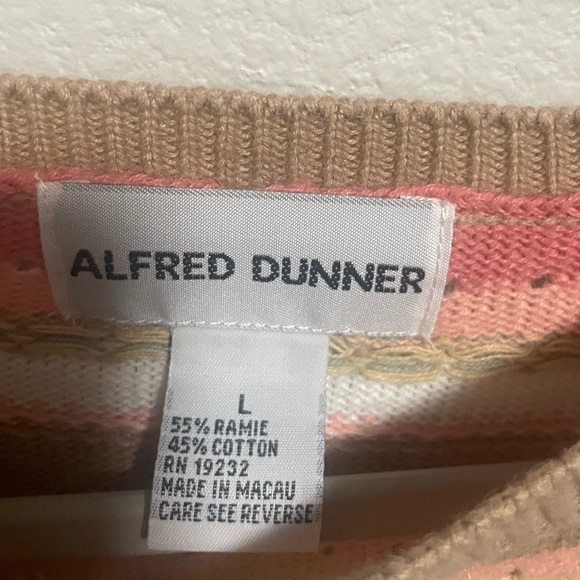 ALFRED DUNNER
L
55% RAMIE
45% COTTON
RN 19232
MADE IN MACAU
CARE SEE REVERSE